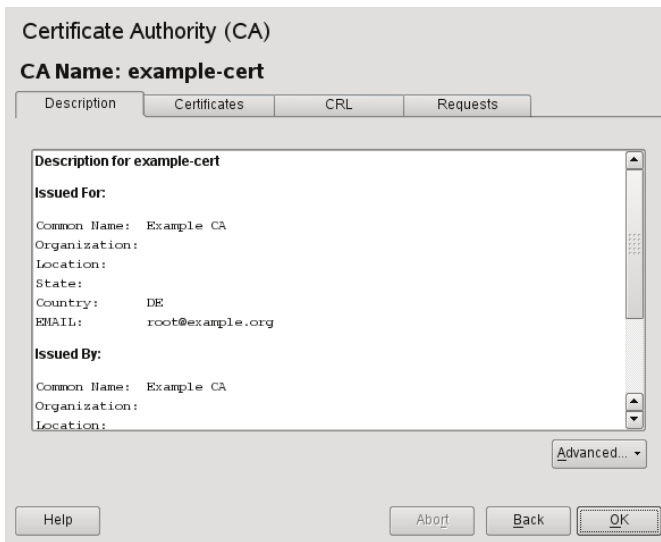 Certificate Authority (CA)
CA Name: example-cert
Description Certificates CRL Requests
Description for example-cert
Issued For:
Common Name: Example CA
Organization:
Location:
State:
Country: DE
EMAIL: root@example.org
Issued By:
Common Name: Example CA
Organization:
Location:
Advanced...
Help Abort Back OK